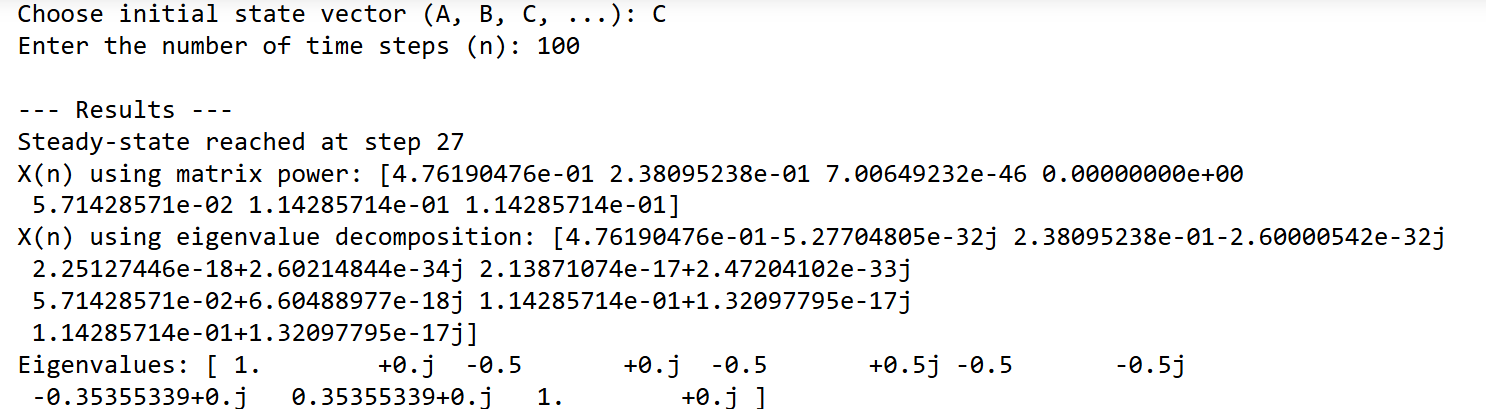 Choose initial state vector (A, B, C, ...): C
Enter the number of time steps (n): 100
--- Results ---
Steady-state reached at step 27
X(n) using matrix power: [4.76190476e-01 2.38095238e-01 7.00649232e-46 0.00000000e+00
5.71428571e-02 1.14285714e-01 1.14285714e-01]
X(n) using eigenvalue decomposition: [4.76190476e-01-5.27704805e-32j 2.38095238e-01-2.60000542e-32j
2.25127446e-18+2.60214844e-34j 2.13871074e-17+2.47204102e-33j
5.71428571e-02+6.60488977e-18j 1.14285714e-01+1.32097795e-17j
1.14285714e-01+1.32097795e-17j]
Eigenvalues: [ 1.        +0.j  -0.5        +0.j  -0.5       +0.5j -0.5       -0.5j
-0.35355339+0.j   0.35355339+0.j   1.        +0.j ]